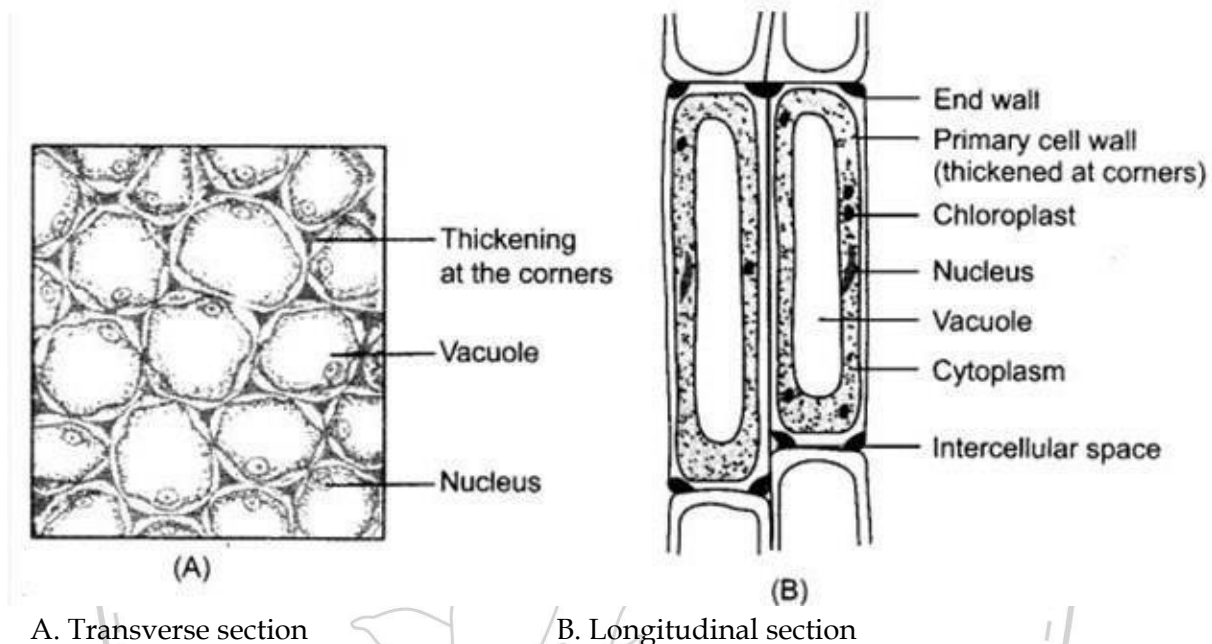 Thickening
at the corners
Vacuole
Nucleus
(A)
End wall
Primary cell wall
(thickened at corners)
Chloroplast
Nucleus
Vacuole
Cytoplasm
Intercellular space
(B)
A. Transverse section
B. Longitudinal section